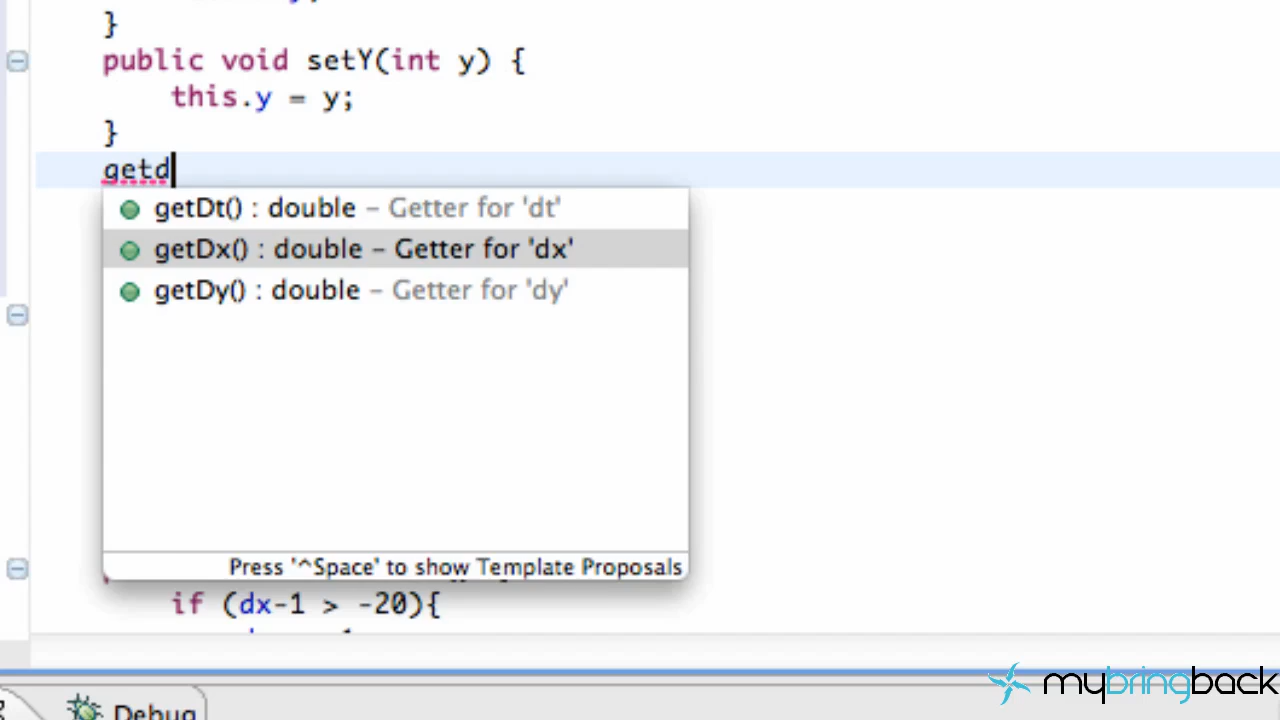 }
public void setY(int y) {
this.y = y;
}
getd
getDt() : double – Getter for 'dt'
getDx() : double – Getter for 'dx'
getDy() : double – Getter for 'dy'
Press '^Space' to show Template Proposals
if (dx-1 > -20){
Debug
mybringback